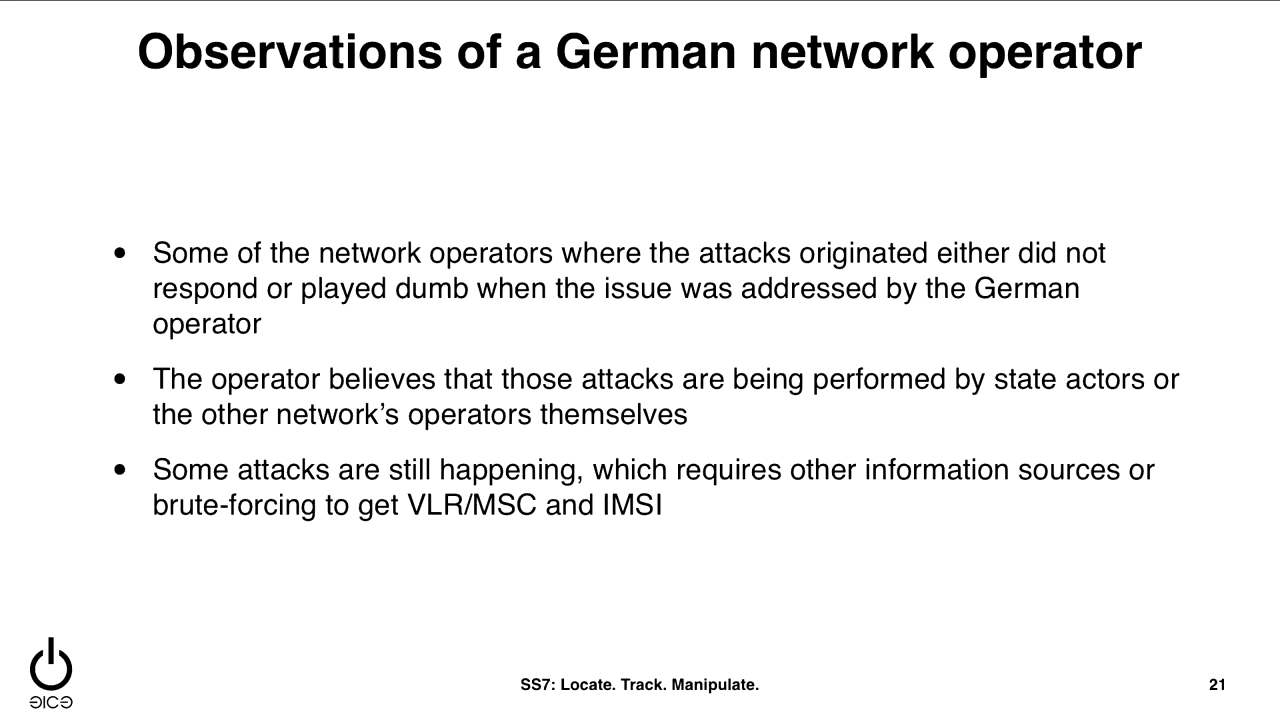 Observations of a German network operator
• Some of the network operators where the attacks originated either did not
respond or played dumb when the issue was addressed by the German
operator
• The operator believes that those attacks are being performed by state actors or
the other network’s operators themselves
• Some attacks are still happening, which requires other information sources or
brute-forcing to get VLR/MSC and IMSI
SS7: Locate. Track. Manipulate.
21